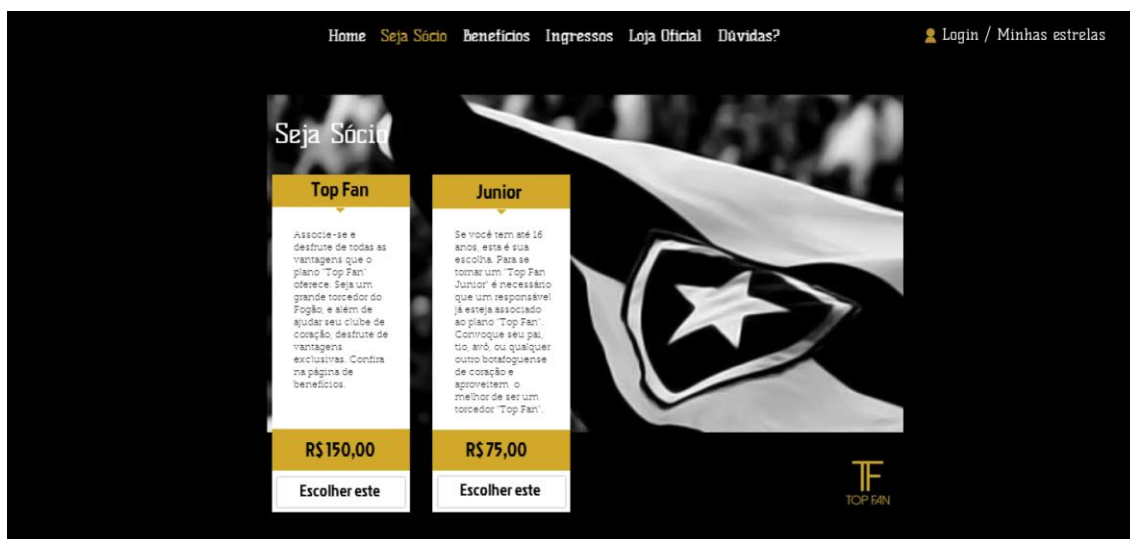 Home Seja Sócio Benefícios Ingressos Loja Oficial Dúvidas?
Login / Minhas estrelas
Seja Sócio
Top Fan
Associe-se e
desfrute de todas as
vantagens que o
plano "Top Fan"
oferece. Seja um
grande torcedor do
Fogão, e além de
ajudar seu clube de
coração, desfrute de
vantagens
exclusivas. Confira
na página de
benefícios.
R$150,00
Escolher este
Junior
Se você tem até 16
anos, esta é sua
escolha. Para se
tornar um "Top Fan
Junior" é necessário
que um responsável
já esteja associado
ao plano "Top Fan".
Convoque seu pai,
tio, avô, ou qualquer
outro botafoguense
de coração e
aproveitem o
melhor de ser um
torcedor "Top Fan".
R$75,00
Escolher este
TF
TOP FAN